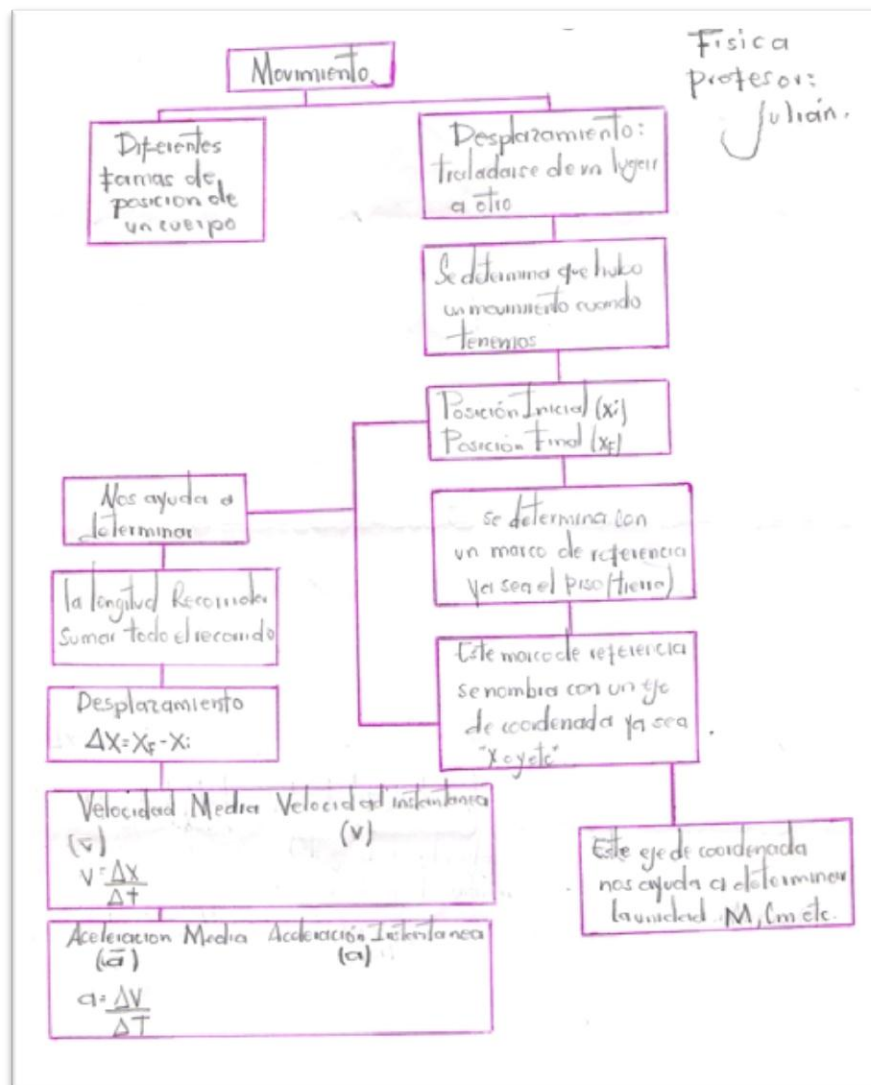 Física
profesor:
Julián.
Movimiento
Diferentes
formas de
posicion de
un cuerpo
Desplazamiento:
traladarse de un lugar
a otro
Se determina que hubo
un movimiento cuando
tenemos
Posición Inicial (xi)
Posición Final (xF)
Nos ayuda a
determinar
se determina con
un marco de referencia
ya sea el piso (tierra)
la longitud Recorrida
sumar todo el recorrido
Este marco de referencia
se nombra con un eje
de coordenada ya sea
"x o y etc"
Desplazamiento
ΔX = XF - Xi
Velocidad Media Velocidad instantanea
(v̄) (v)
V = ΔX
Δt
Este eje de coordenada
nos ayuda a determinar
la unidad M, Cm etc.
Aceleracion Media Aceleración Instantanea
(ā) (a)
a = ΔV
ΔT